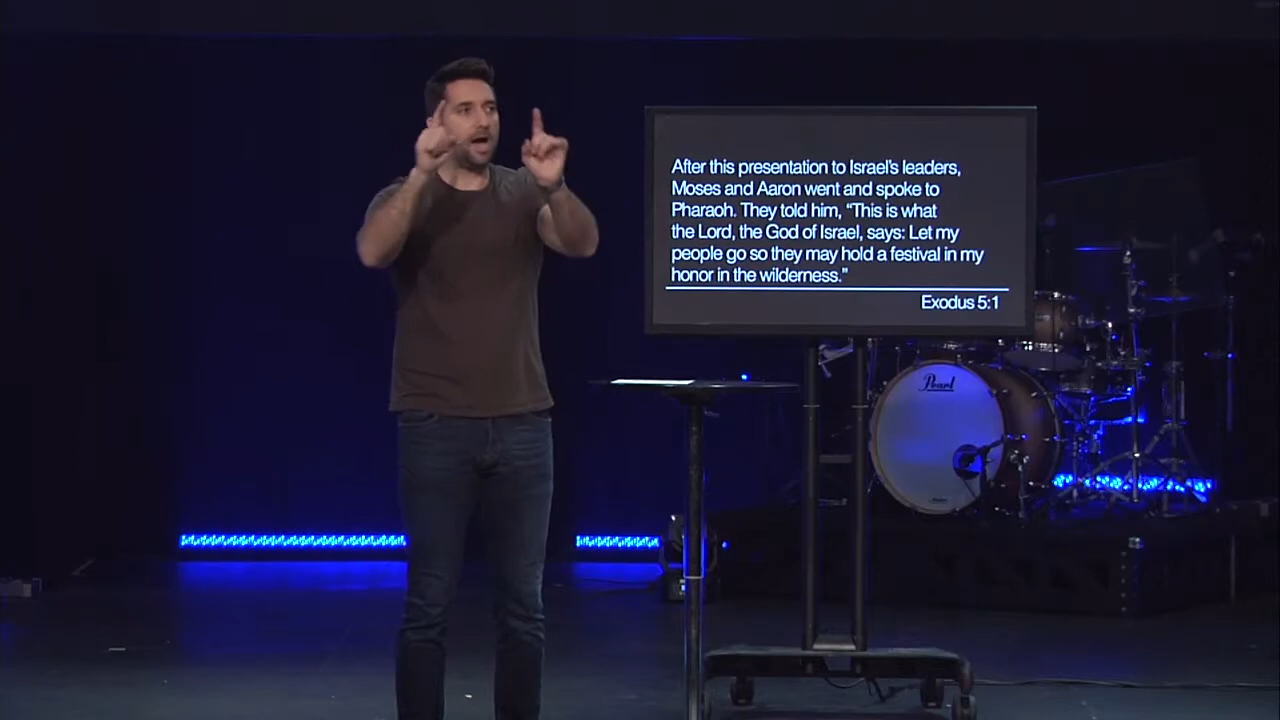 After this presentation to Israel's leaders,
Moses and Aaron went and spoke to
Pharaoh. They told him, “This is what
the Lord, the God of Israel, says: Let my
people go so they may hold a festival in my
honor in the wilderness.”
Exodus 5:1
Pearl